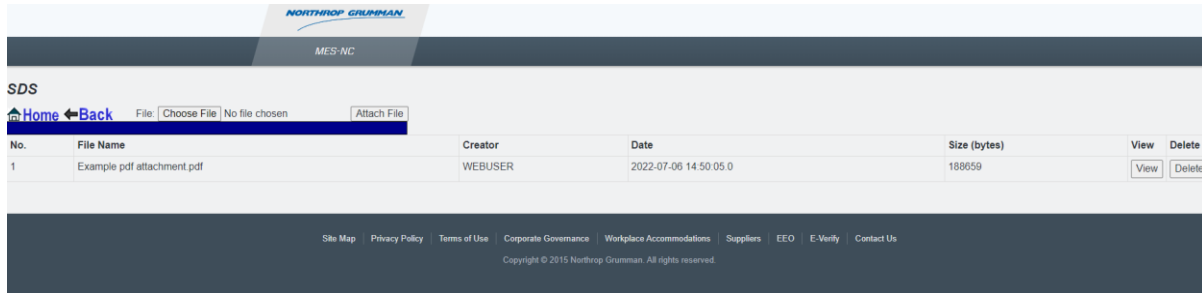 NORTHROP GRUMMAN
MES-NC
SDS
Home Back File: Choose File No file chosen Attach File
No. File Name Creator Date Size (bytes) View Delete
1 Example pdf attachment.pdf WEBUSER 2022-07-06 14:50:05.0 188659 View Delete
Site Map Privacy Policy Terms of Use Corporate Governance Workplace Accommodations Suppliers EEO E-Verify Contact Us
Copyright © 2015 Northrop Grumman. All rights reserved.